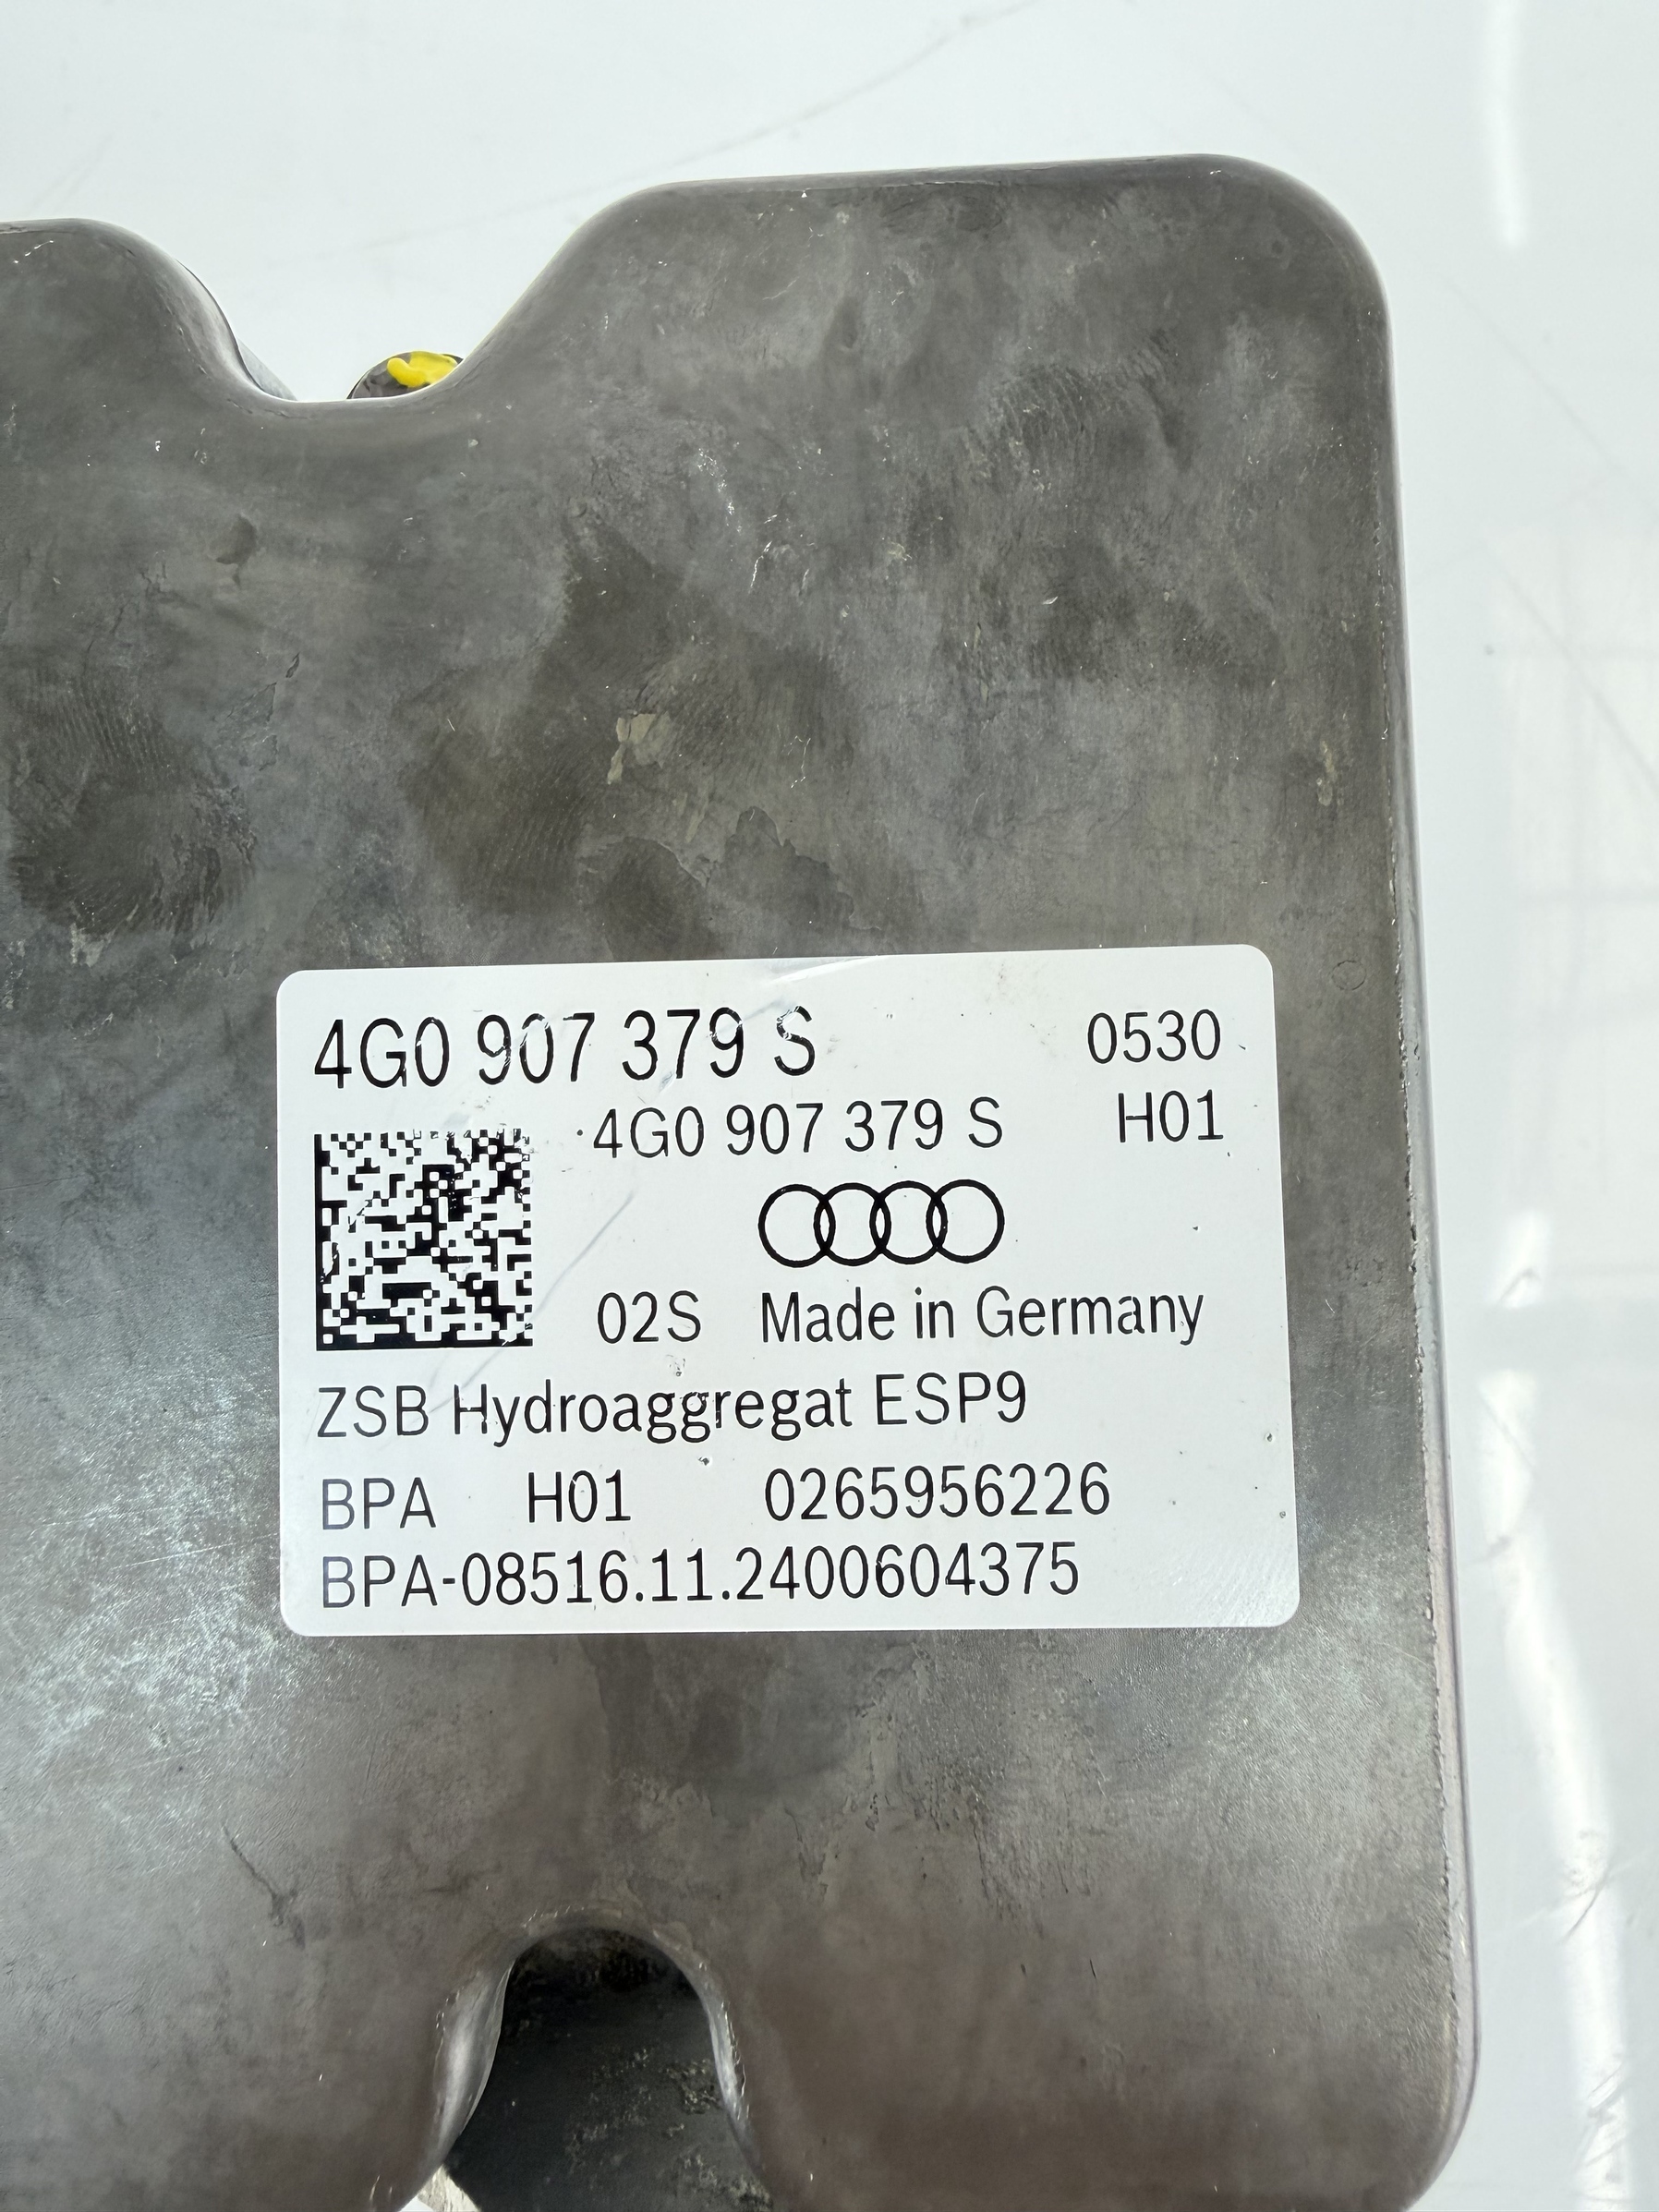 4G0 907 379 S 0530
4G0 907 379 S H01
02S Made in Germany
ZSB Hydroaggregat ESP9
BPA H01 0265956226
BPA-08516.11.2400604375